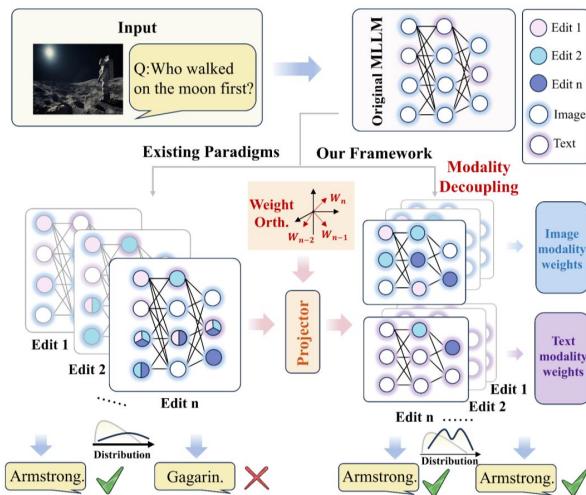 Input
Q:Who walked
on the moon first?
Original MLLM
Edit 1
Edit 2
Edit n
Image
Text
Existing Paradigms
Our Framework
Modality
Decoupling
Weight
Orth.
Wn
Wn-2
Wn-1
Projector
Image
modality
weights
Text
modality
weights
Edit 1
Edit 2
Edit n
......
Edit 1
Edit 2
Edit n
......
Distribution
Distribution
Armstrong.
Gagarin.
Armstrong.
Armstrong.